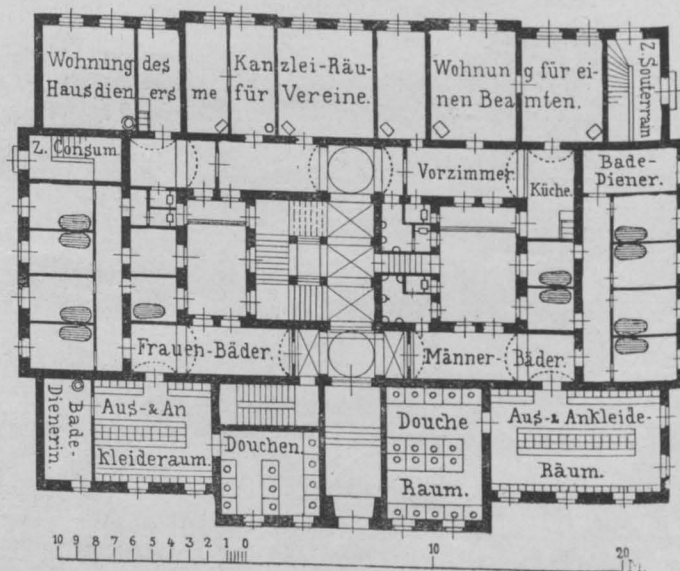 Wohnung des
Hausdieners
Kanzlei-Räume
für Vereine.
Wohnung für einen
Beamten.
Z. Souterrain
Z. Consum.
Vorzimmer.
Küche.
Bade-
Diener.
Frauen-Bäder.
Männer-Bäder.
Bade-
Dienerin.
Aus- & An
kleideraum.
Douchen.
Douche
Raum.
Aus- & Ankleide-
Räum.
10 9 8 7 6 5 4 3 2 1 0 10 20